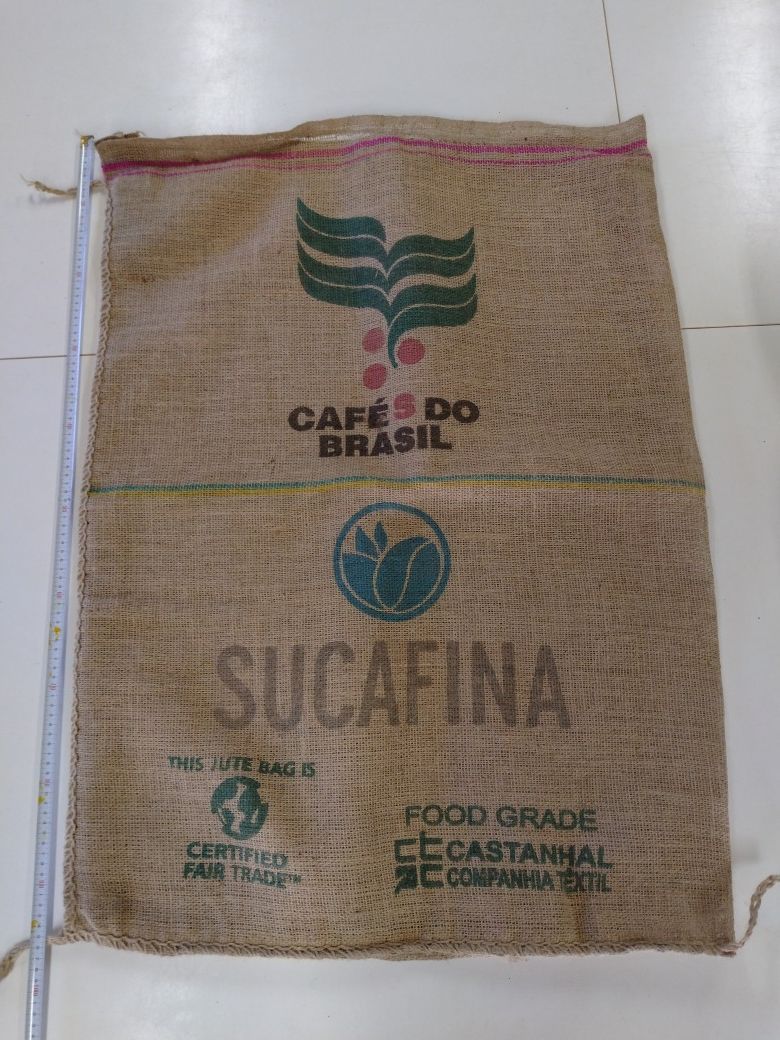 CAFÉS DO
BRASIL
SUCAFINA
THIS JUTE BAG IS
CERTIFIED
FAIR TRADE™
FOOD GRADE
CASTANHAL
COMPANHIA TÊXTIL